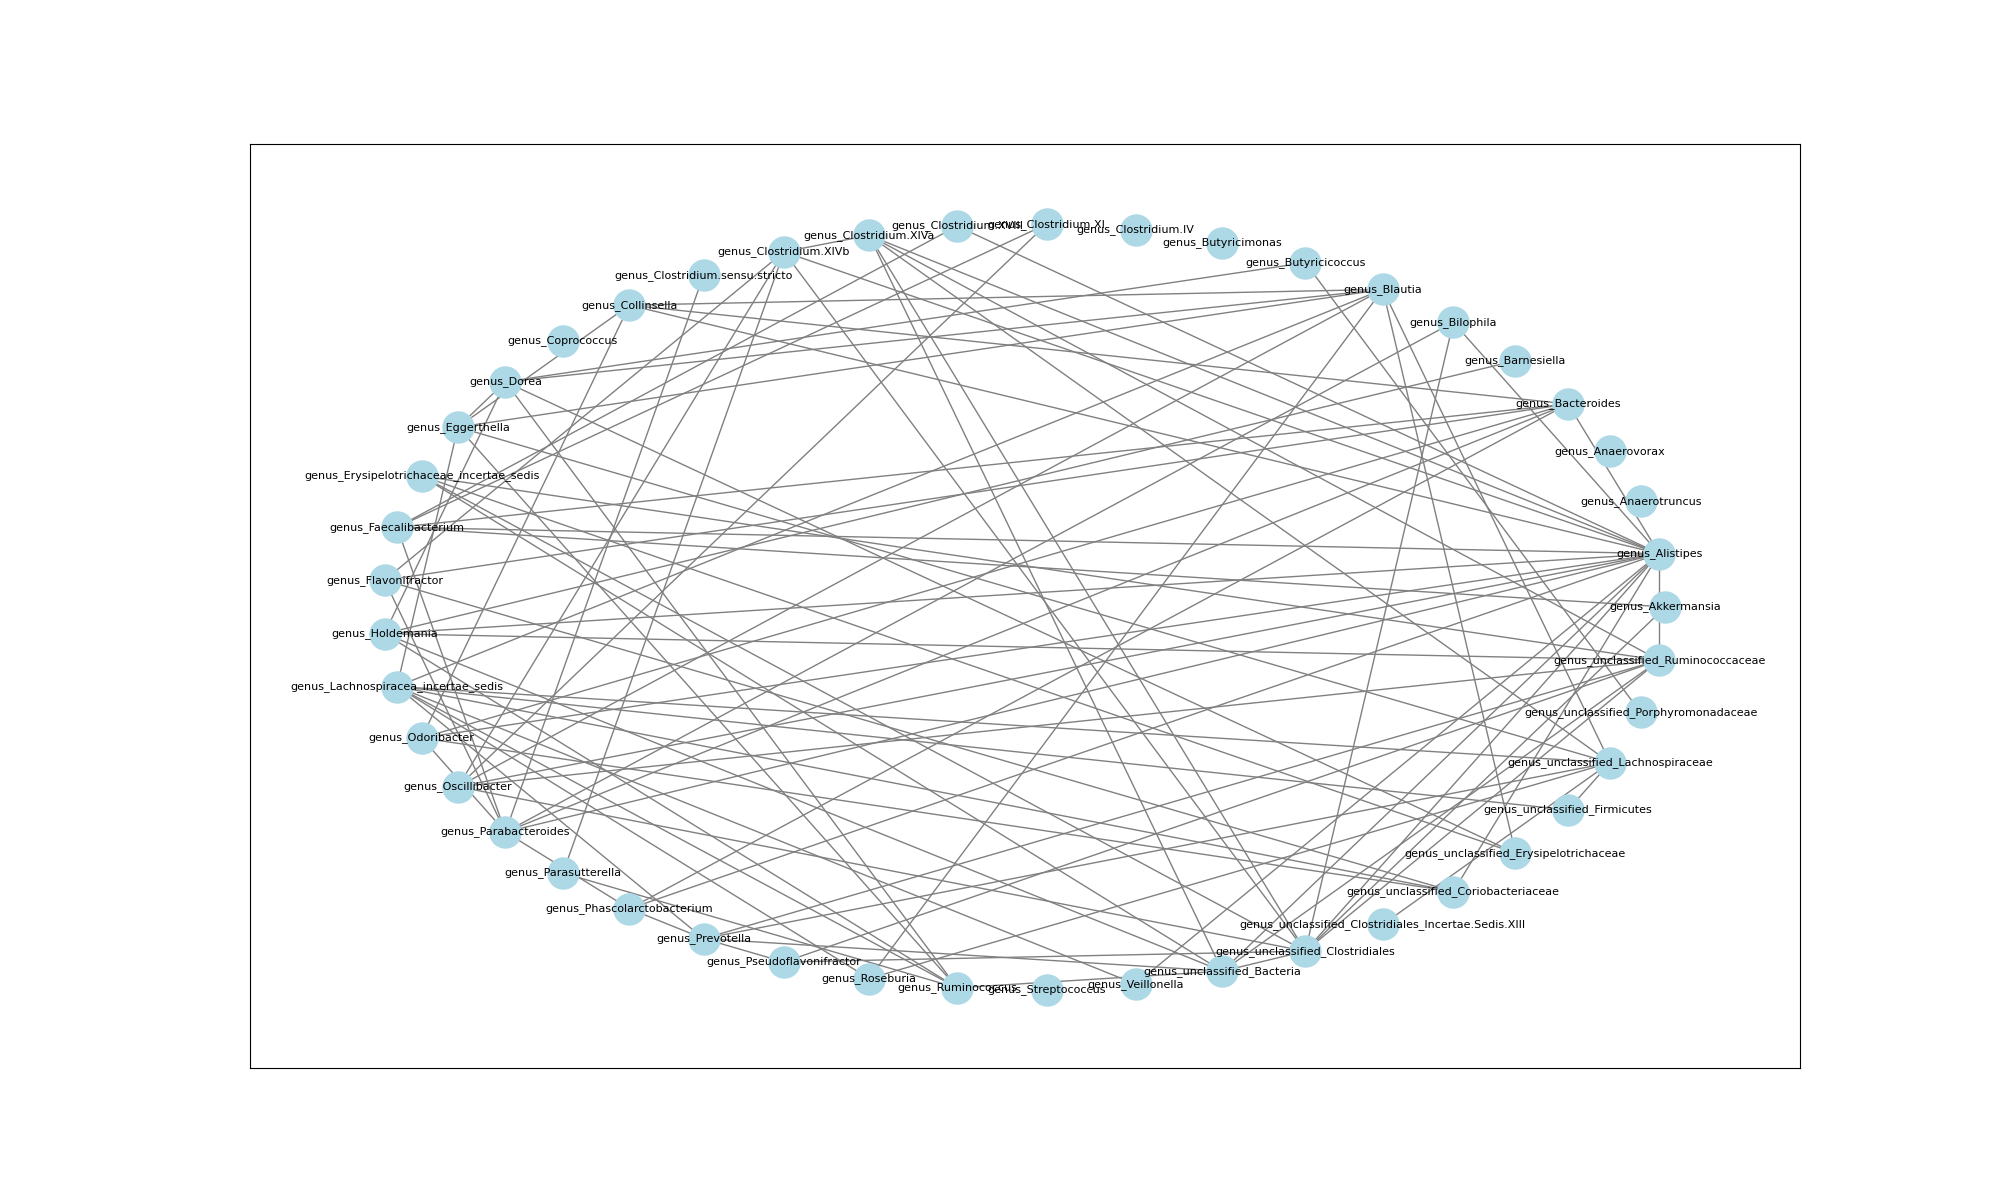 genus_Clostridium.XVIII
genus_Clostridium.XI
genus_Clostridium.IV
genus_Clostridium.XIVa
genus_Butyricimonas
genus_Clostridium.XIVb
genus_Butyricicoccus
genus_Clostridium.sensu.stricto
genus_Blautia
genus_Collinsella
genus_Bilophila
genus_Coprococcus
genus_Barnesiella
genus_Dorea
genus_Bacteroides
genus_Eggerthella
genus_Anaerovorax
genus_Erysipelotrichaceae_incertae_sedis
genus_Anaerotruncus
genus_Faecalibacterium
genus_Alistipes
genus_Flavonifractor
genus_Akkermansia
genus_Holdemania
genus_unclassified_Ruminococcaceae
genus_Lachnospiracea_incertae_sedis
genus_unclassified_Porphyromonadaceae
genus_Odoribacter
genus_unclassified_Lachnospiraceae
genus_Oscillibacter
genus_unclassified_Firmicutes
genus_Parabacteroides
genus_unclassified_Erysipelotrichaceae
genus_Parasutterella
genus_unclassified_Coriobacteriaceae
genus_Phascolarctobacterium
genus_unclassified_Clostridiales_Incertae.Sedis.XIII
genus_Prevotella
genus_unclassified_Clostridiales
genus_Pseudoflavonifractor
genus_unclassified_Bacteria
genus_Roseburia
genus_Veillonella
genus_Ruminococcus
genus_Streptococcus